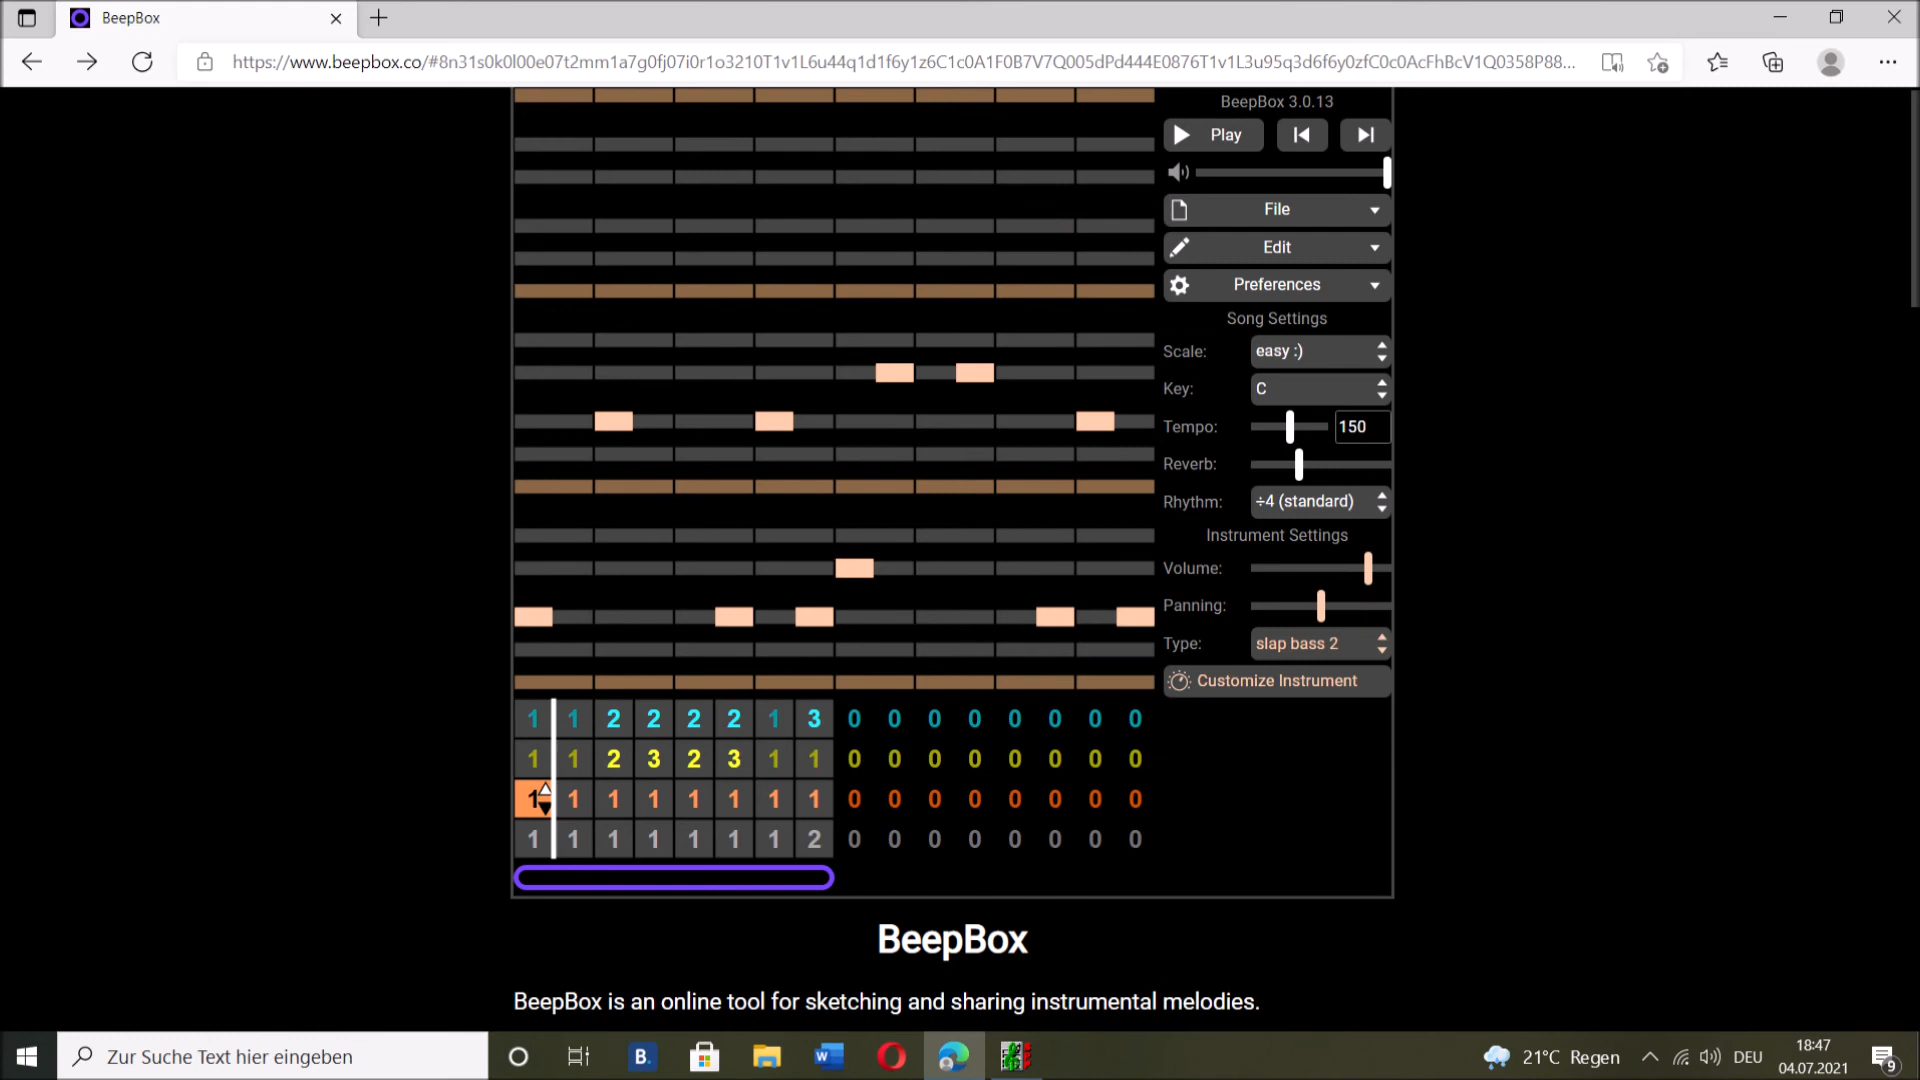 BeepBox
https://www.beepbox.co/#8n31s0k0l00e07t2mm1a7g0fj07i0r1o3210T1v1L6u44q1d1f6y1z6C1c0A1F0B7V7Q005dPd444E0876T1v1L3u95q3d6f6y0zfC0c0AcFhBcV1Q0358P88...
BeepBox 3.0.13
Play
File
Edit
Preferences
Song Settings
Scale: easy :)
Key: C
Tempo: 150
Reverb:
Rhythm: ÷4 (standard)
Instrument Settings
Volume:
Panning:
Type: slap bass 2
Customize Instrument
1 1 2 2 2 2 1 3 0 0 0 0 0 0 0 0
1 1 2 3 2 3 1 1 0 0 0 0 0 0 0 0
1 1 1 1 1 1 1 1 0 0 0 0 0 0 0 0
1 1 1 1 1 1 1 2 0 0 0 0 0 0 0 0
BeepBox
BeepBox is an online tool for sketching and sharing instrumental melodies.
Zur Suche Text hier eingeben
B.
W
21°C Regen
DEU
18:47
04.07.2021
9